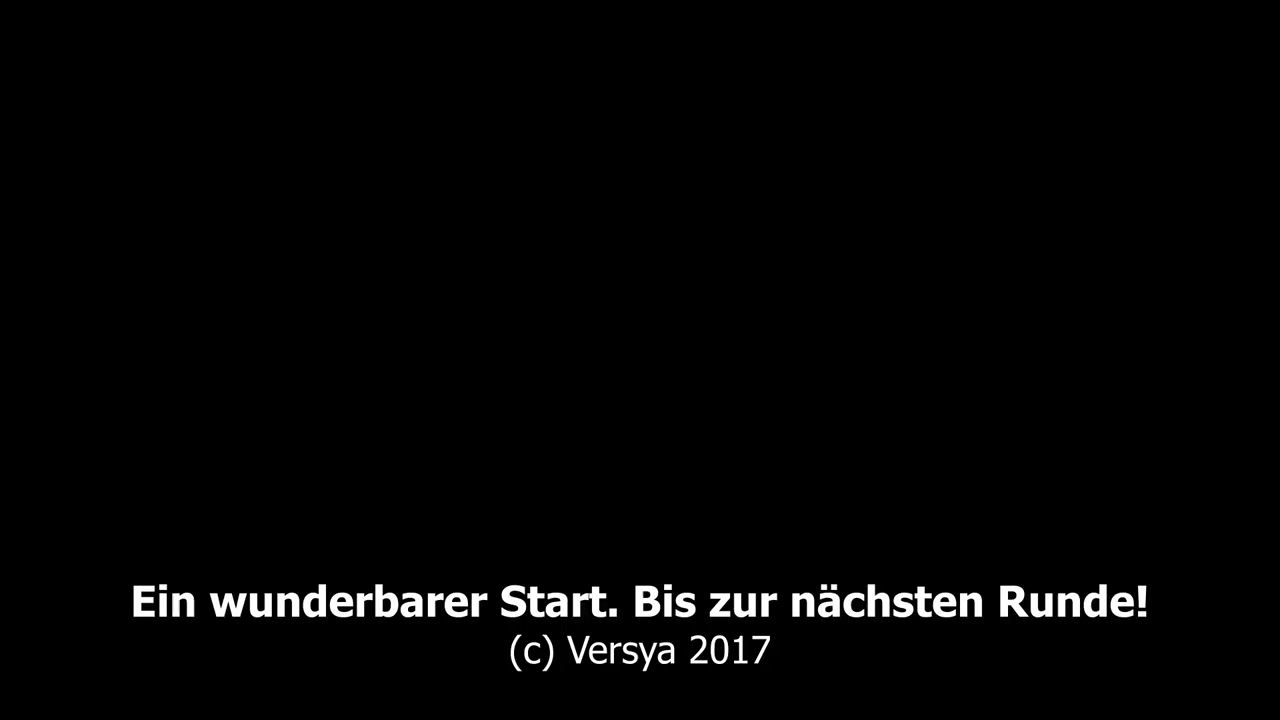 Ein wunderbarer Start. Bis zur nächsten Runde!
(c) Versya 2017